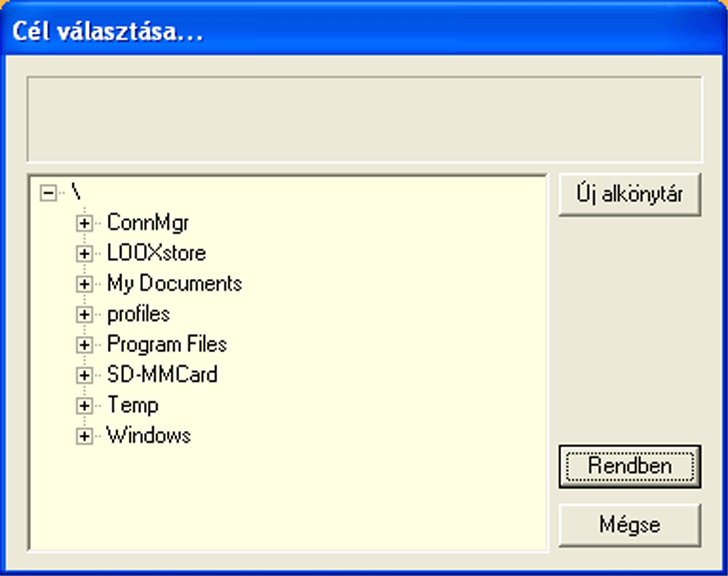 Cél választása...
\
Új alkönytár
ConnMgr
LOOXstore
My Documents
profiles
Program Files
SD-MMCard
Temp
Windows
Rendben
Mégse